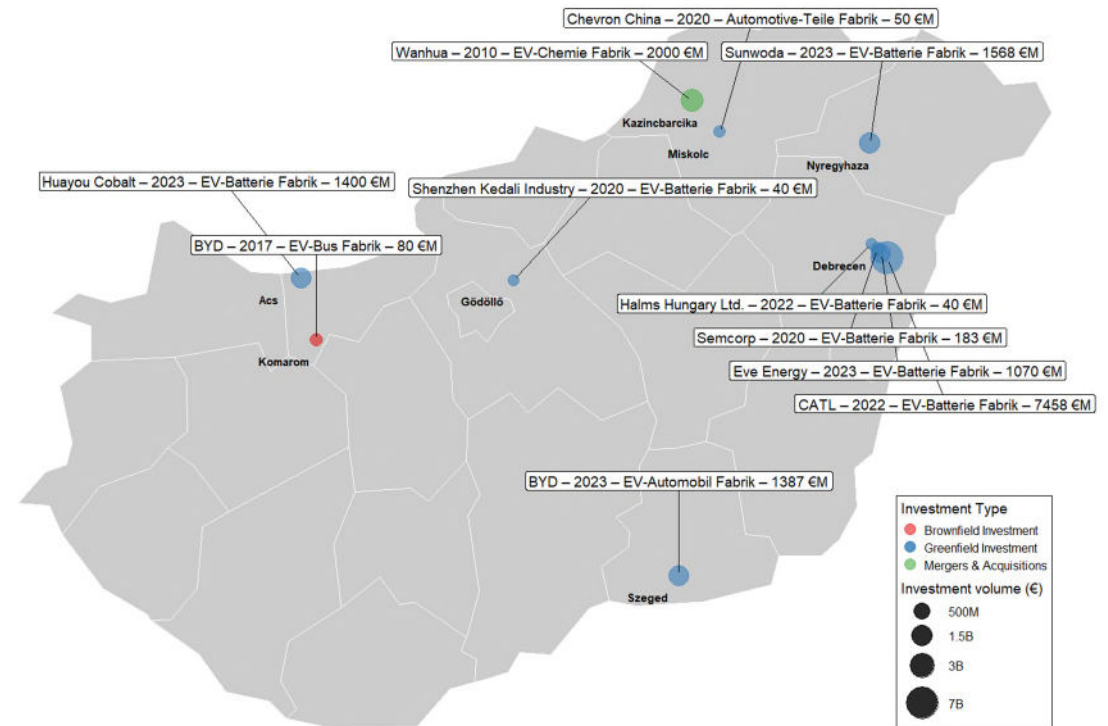 Chevron China – 2020 – Automotive-Teile Fabrik – 50 €M
Wanhua – 2010 – EV-Chemie Fabrik – 2000 €M
Sunwoda – 2023 – EV-Batterie Fabrik – 1568 €M
Kazincbarcika
Miskolc
Nyregyhaza
Huayou Cobalt – 2023 – EV-Batterie Fabrik – 1400 €M
Shenzhen Kedali Industry – 2020 – EV-Batterie Fabrik – 40 €M
BYD – 2017 – EV-Bus Fabrik – 80 €M
Debrecen
Acs
Gödöllő
Halms Hungary Ltd. – 2022 – EV-Batterie Fabrik – 40 €M
Semcorp – 2020 – EV-Batterie Fabrik – 183 €M
Komarom
Eve Energy – 2023 – EV-Batterie Fabrik – 1070 €M
CATL – 2022 – EV-Batterie Fabrik – 7458 €M
BYD – 2023 – EV-Automobil Fabrik – 1387 €M
Szeged
Investment Type
Brownfield Investment
Greenfield Investment
Mergers & Acquisitions
Investment volume (€)
500M
1.5B
3B
7B